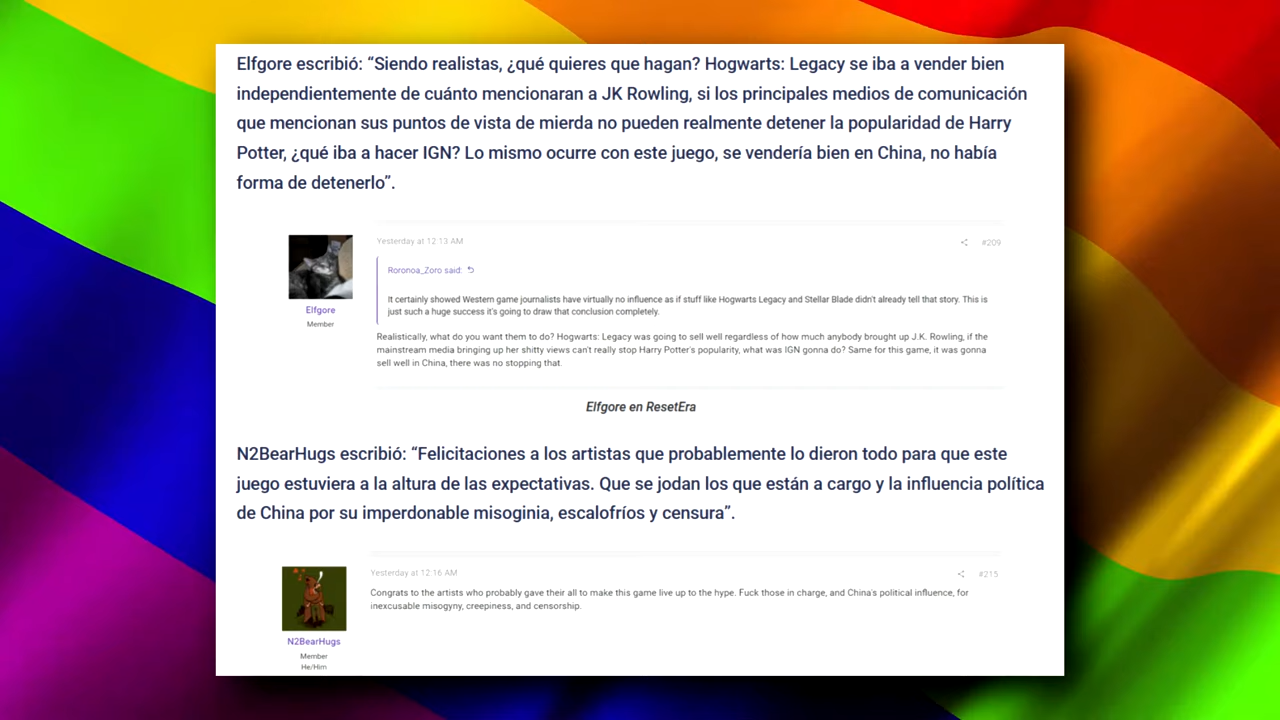 Elfgore escribió: “Siendo realistas, ¿qué quieres que hagan? Hogwarts: Legacy se iba a vender bien
independientemente de cuánto mencionaran a JK Rowling, si los principales medios de comunicación
que mencionan sus puntos de vista de mierda no pueden realmente detener la popularidad de Harry
Potter, ¿qué iba a hacer IGN? Lo mismo ocurre con este juego, se vendería bien en China, no había
forma de detenerlo”.
Yesterday at 12:13 AM
#209
Roronoa_Zoro said:
It certainly showed Western game journalists have virtually no influence as if stuff like Hogwarts Legacy and Stellar Blade didn't already tell that story. This is
just such a huge success it's going to draw that conclusion completely.
Elfgore
Member
Realistically, what do you want them to do? Hogwarts: Legacy was going to sell well regardless of how much anybody brought up J.K. Rowling, if the
mainstream media bringing up her shitty views can't really stop Harry Potter's popularity, what was IGN gonna do? Same for this game, it was gonna
sell well in China, there was no stopping that.
Elfgore en ResetEra
N2BearHugs escribió: “Felicitaciones a los artistas que probablemente lo dieron todo para que este
juego estuviera a la altura de las expectativas. Que se jodan los que están a cargo y la influencia política
de China por su imperdonable misoginia, escalofríos y censura”.
Yesterday at 12:16 AM
#215
Congrats to the artists who probably gave their all to make this game live up to the hype. Fuck those in charge, and China's political influence, for
inexcusable misogyny, creepiness, and censorship.
N2BearHugs
Member
He/Him